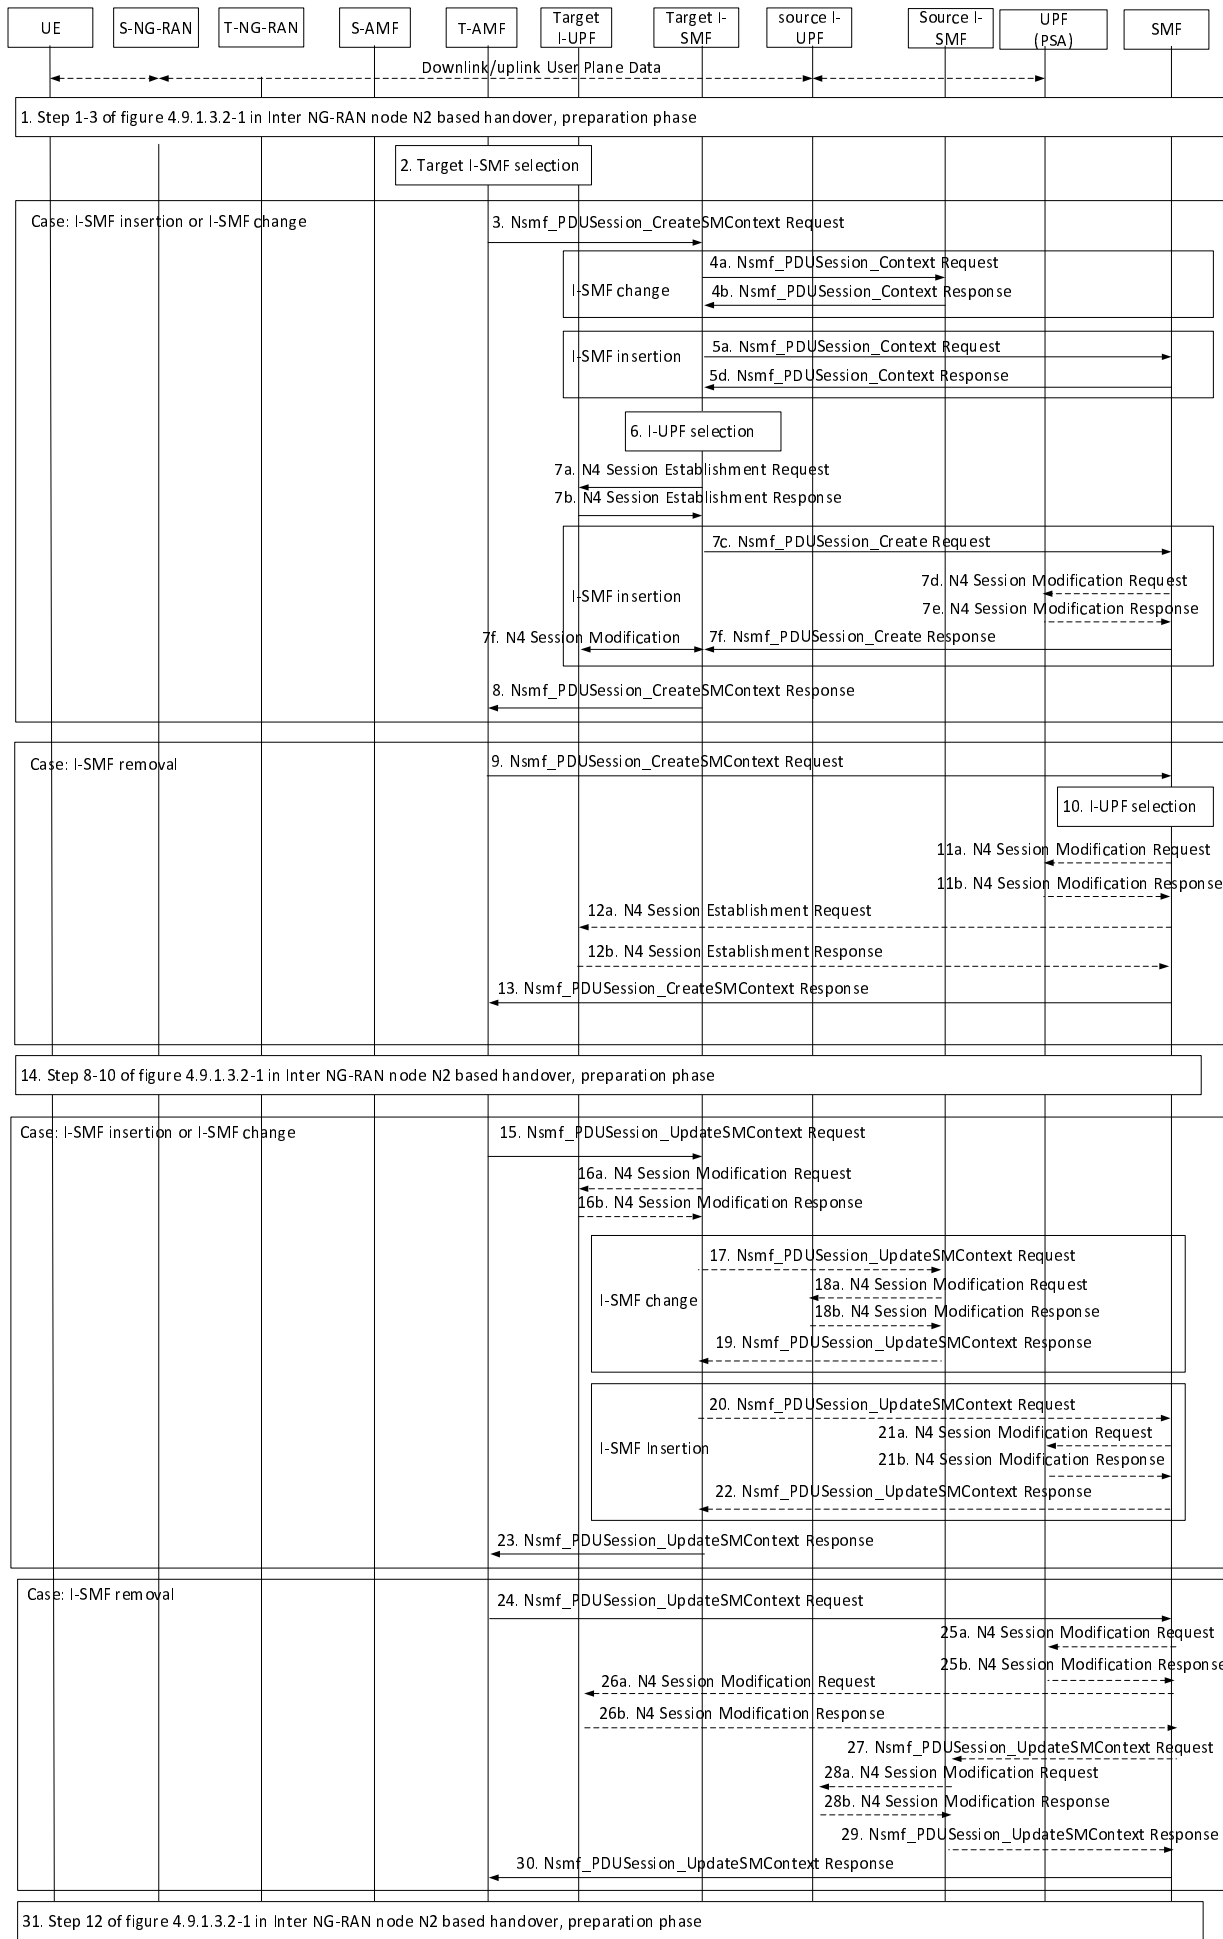 UE
S-NG-RAN
T-NG-RAN
S-AMF
T-AMF
Target
I-UPF
Target I-
SMF
source I-
UPF
Source I-
SMF
UPF
(PSA)
SMF
Downlink/uplink User Plane Data
1. Step 1-3 of figure 4.9.1.3.2-1 in Inter NG-RAN node N2 based handover, preparation phase
2. Target I-SMF selection
Case: I-SMF insertion or I-SMF change
3. Nsmf_PDUSession_CreateSMContext Request
4a. Nsmf_PDUSession_Context Request
I-SMF change
4b. Nsmf_PDUSession_Context Response
5a. Nsmf_PDUSession_Context Request
I-SMF insertion
5d. Nsmf_PDUSession_Context Response
6. I-UPF selection
7a. N4 Session Establishment Request
7b. N4 Session Establishment Response
7c. Nsmf_PDUSession_Create Request
7d. N4 Session Modification Request
I-SMF insertion
7e. N4 Session Modification Response
7f. N4 Session Modification
7f. Nsmf_PDUSession_Create Response
8. Nsmf_PDUSession_CreateSMContext Response
Case: I-SMF removal
9. Nsmf_PDUSession_CreateSMContext Request
10. I-UPF selection
11a. N4 Session Modification Request
11b. N4 Session Modification Response
12a. N4 Session Establishment Request
12b. N4 Session Establishment Response
13. Nsmf_PDUSession_CreateSMContext Response
14. Step 8-10 of figure 4.9.1.3.2-1 in Inter NG-RAN node N2 based handover, preparation phase
Case: I-SMF insertion or I-SMF change
15. Nsmf_PDUSession_UpdateSMContext Request
16a. N4 Session Modification Request
16b. N4 Session Modification Response
17. Nsmf_PDUSession_UpdateSMContext Request
18a. N4 Session Modification Request
I-SMF change
18b. N4 Session Modification Response
19. Nsmf_PDUSession_UpdateSMContext Response
20. Nsmf_PDUSession_UpdateSMContext Request
21a. N4 Session Modification Request
I-SMF Insertion
21b. N4 Session Modification Response
22. Nsmf_PDUSession_UpdateSMContext Response
23. Nsmf_PDUSession_UpdateSMContext Response
Case: I-SMF removal
24. Nsmf_PDUSession_UpdateSMContext Request
25a. N4 Session Modification Request
25b. N4 Session Modification Response
26a. N4 Session Modification Request
26b. N4 Session Modification Response
27. Nsmf_PDUSession_UpdateSMContext Request
28a. N4 Session Modification Request
28b. N4 Session Modification Response
29. Nsmf_PDUSession_UpdateSMContext Response
30. Nsmf_PDUSession_UpdateSMContext Response
31. Step 12 of figure 4.9.1.3.2-1 in Inter NG-RAN node N2 based handover, preparation phase